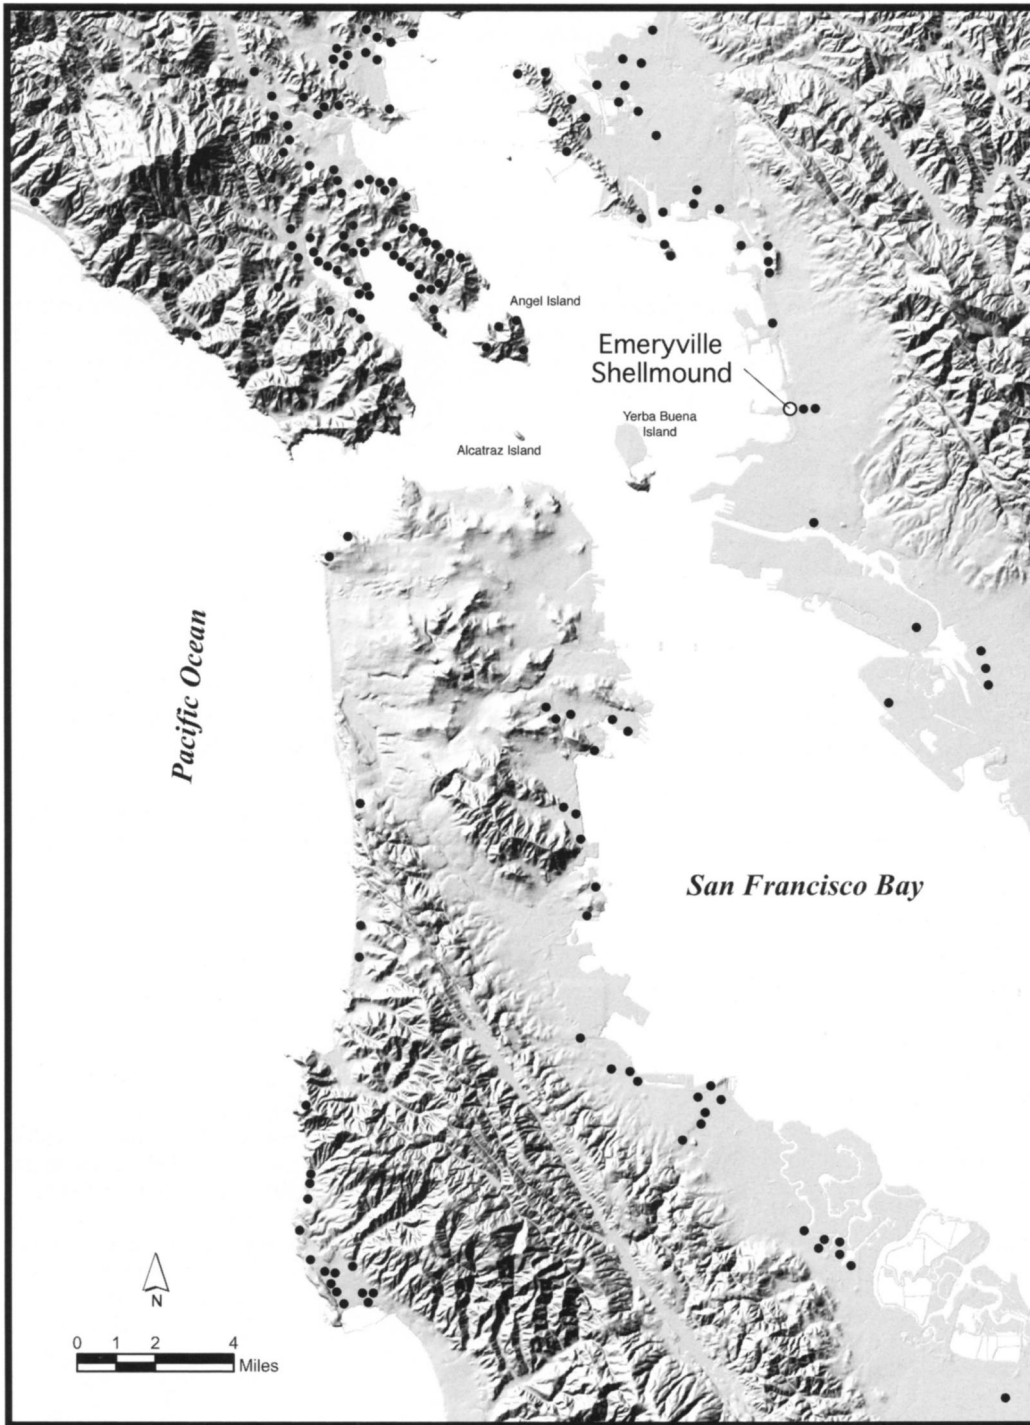 Angel Island
Emeryville
Shellmound
Yerba Buena
Island
Alcatraz Island
Pacific Ocean
San Francisco Bay
N
0 1 2 4
Miles